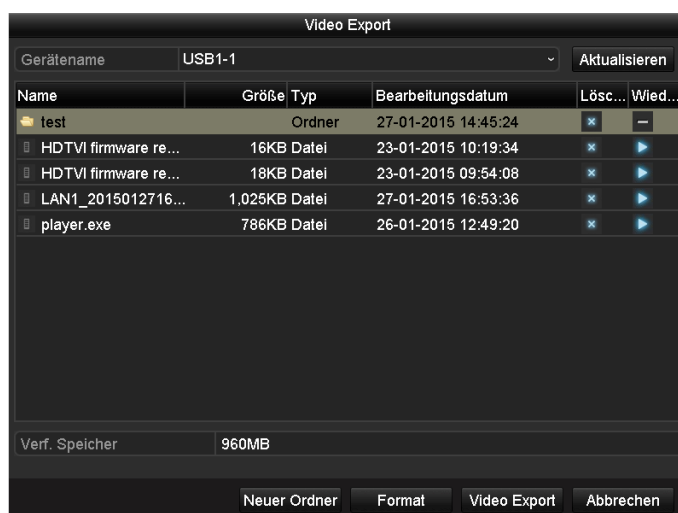 Video Export
Gerätename USB1-1 Aktualisieren
Name Größe Typ Bearbeitungsdatum Lösc... Wied...
test Ordner 27-01-2015 14:45:24
HDTVI firmware re... 16KB Datei 23-01-2015 10:19:34
HDTVI firmware re... 18KB Datei 23-01-2015 09:54:08
LAN1_2015012716... 1,025KB Datei 27-01-2015 16:53:36
player.exe 786KB Datei 26-01-2015 12:49:20
Verf. Speicher 960MB
Neuer Ordner Format Video Export Abbrechen